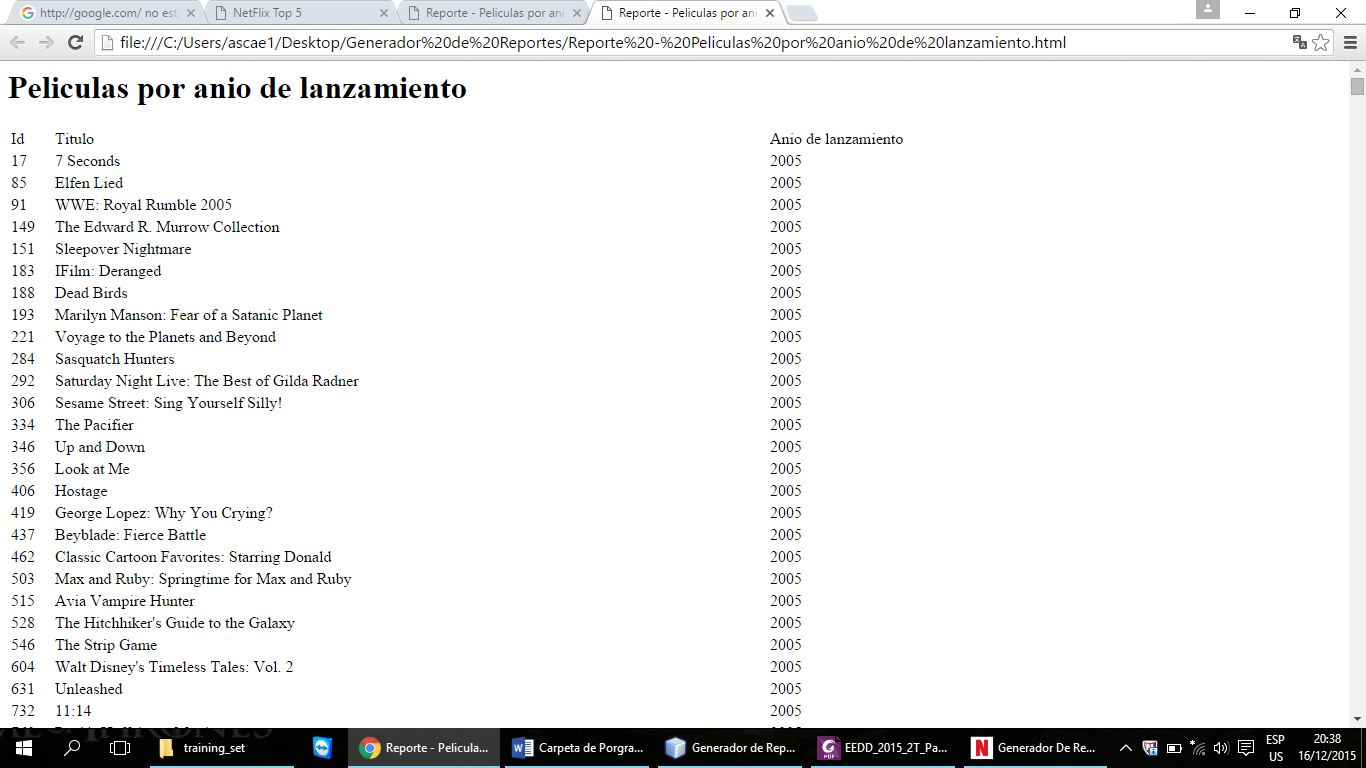 http://google.com/ no est
NetFlix Top 5
Reporte - Peliculas por ani
Reporte - Peliculas por ani
file:///C:/Users/ascae1/Desktop/Generador%20de%20Reportes/Reporte%20-%20Peliculas%20por%20anio%20de%20lanzamiento.html
Peliculas por anio de lanzamiento
Id Titulo Anio de lanzamiento
17 7 Seconds 2005
85 Elfen Lied 2005
91 WWE: Royal Rumble 2005 2005
149 The Edward R. Murrow Collection 2005
151 Sleepover Nightmare 2005
183 IFilm: Deranged 2005
188 Dead Birds 2005
193 Marilyn Manson: Fear of a Satanic Planet 2005
221 Voyage to the Planets and Beyond 2005
284 Sasquatch Hunters 2005
292 Saturday Night Live: The Best of Gilda Radner 2005
306 Sesame Street: Sing Yourself Silly! 2005
334 The Pacifier 2005
346 Up and Down 2005
356 Look at Me 2005
406 Hostage 2005
419 George Lopez: Why You Crying? 2005
437 Beyblade: Fierce Battle 2005
462 Classic Cartoon Favorites: Starring Donald 2005
503 Max and Ruby: Springtime for Max and Ruby 2005
515 Avia Vampire Hunter 2005
528 The Hitchhiker's Guide to the Galaxy 2005
546 The Strip Game 2005
604 Walt Disney's Timeless Tales: Vol. 2 2005
631 Unleashed 2005
732 11:14 2005
training_set
Reporte - Pelicula...
Carpeta de Porgra...
Generador de Rep...
EEDD_2015_2T_Pa...
Generador De Re...
ESP
US
20:38
16/12/2015